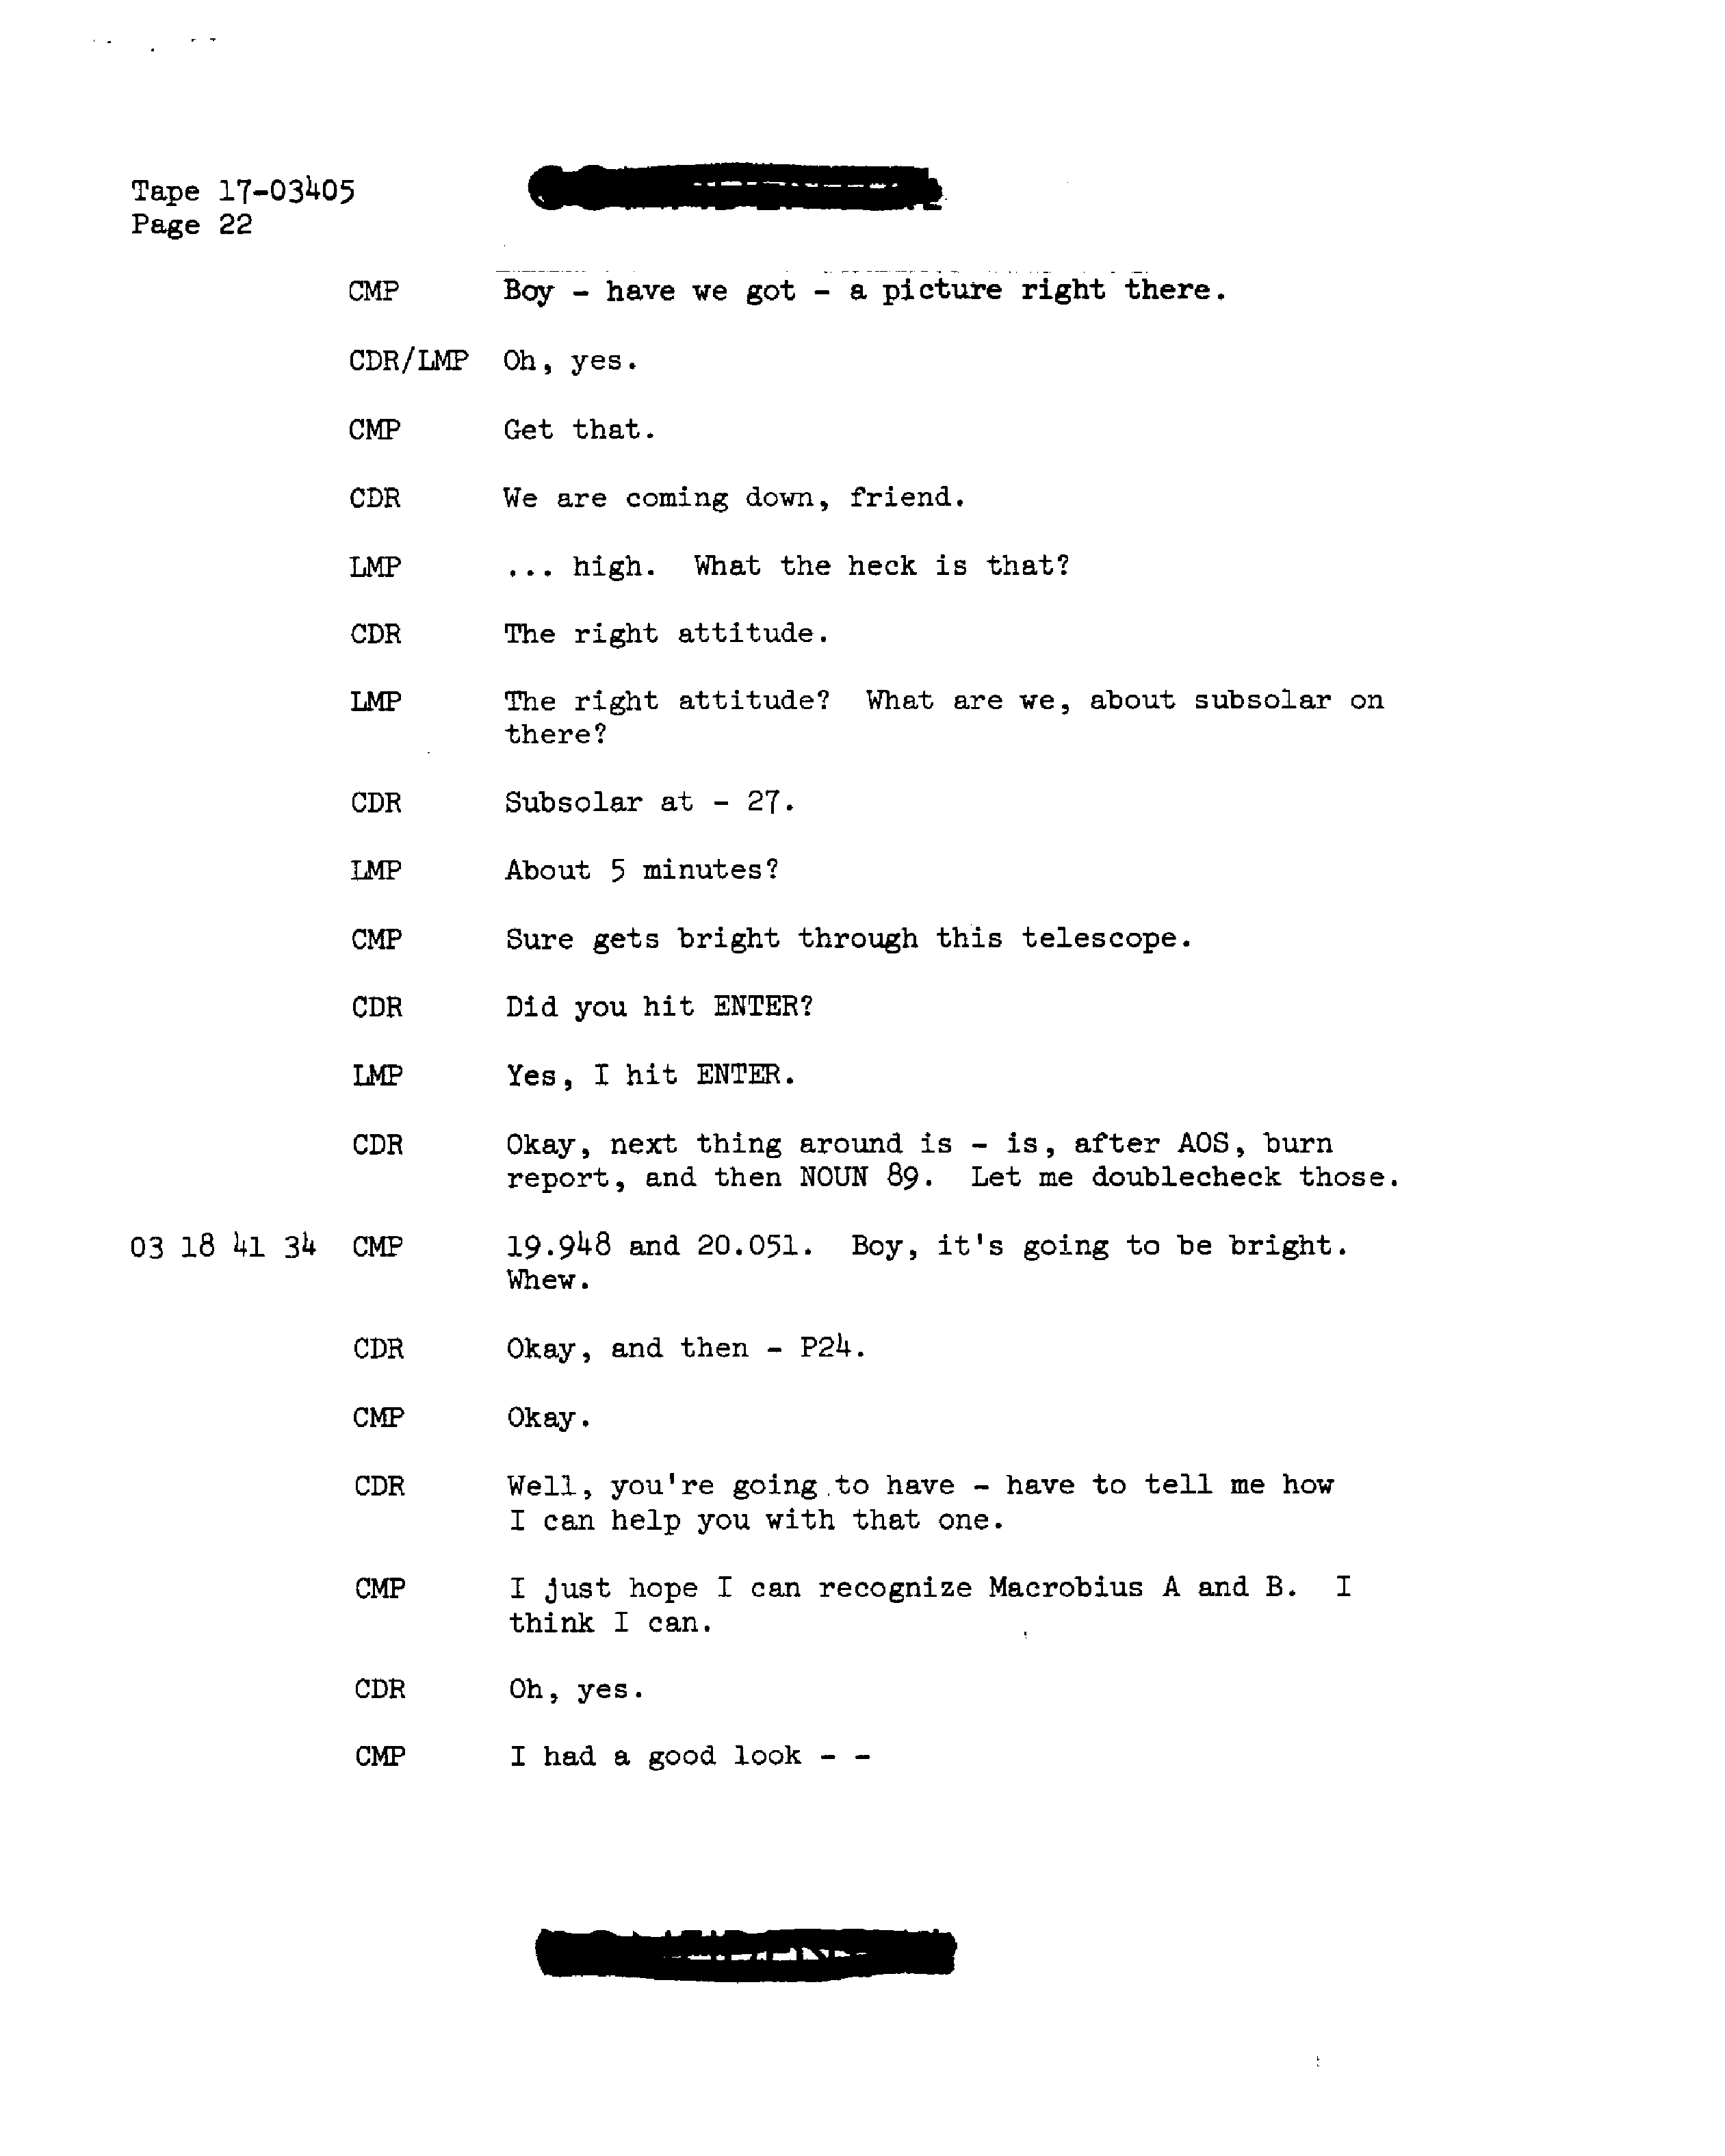 Tape 17-03405
Page 22
CMP Boy - have we got - a picture right there.
CDR/LMP Oh, yes.
CMP Get that.
CDR We are coming down, friend.
LMP ... high. What the heck is that?
CDR The right attitude.
LMP The right attitude? What are we, about subsolar on
there?
CDR Subsolar at - 27.
LMP About 5 minutes?
CMP Sure gets bright through this telescope.
CDR Did you hit ENTER?
LMP Yes, I hit ENTER.
CDR Okay, next thing around is - is, after AOS, burn
report, and then NOUN 89. Let me doublecheck those.
03 18 41 34 CMP 19.948 and 20.051. Boy, it's going to be bright.
Whew.
CDR Okay, and then - P24.
CMP Okay.
CDR Well, you're going to have - have to tell me how
I can help you with that one.
CMP I just hope I can recognize Macrobius A and B. I
think I can.
CDR Oh, yes.
CMP I had a good look - -